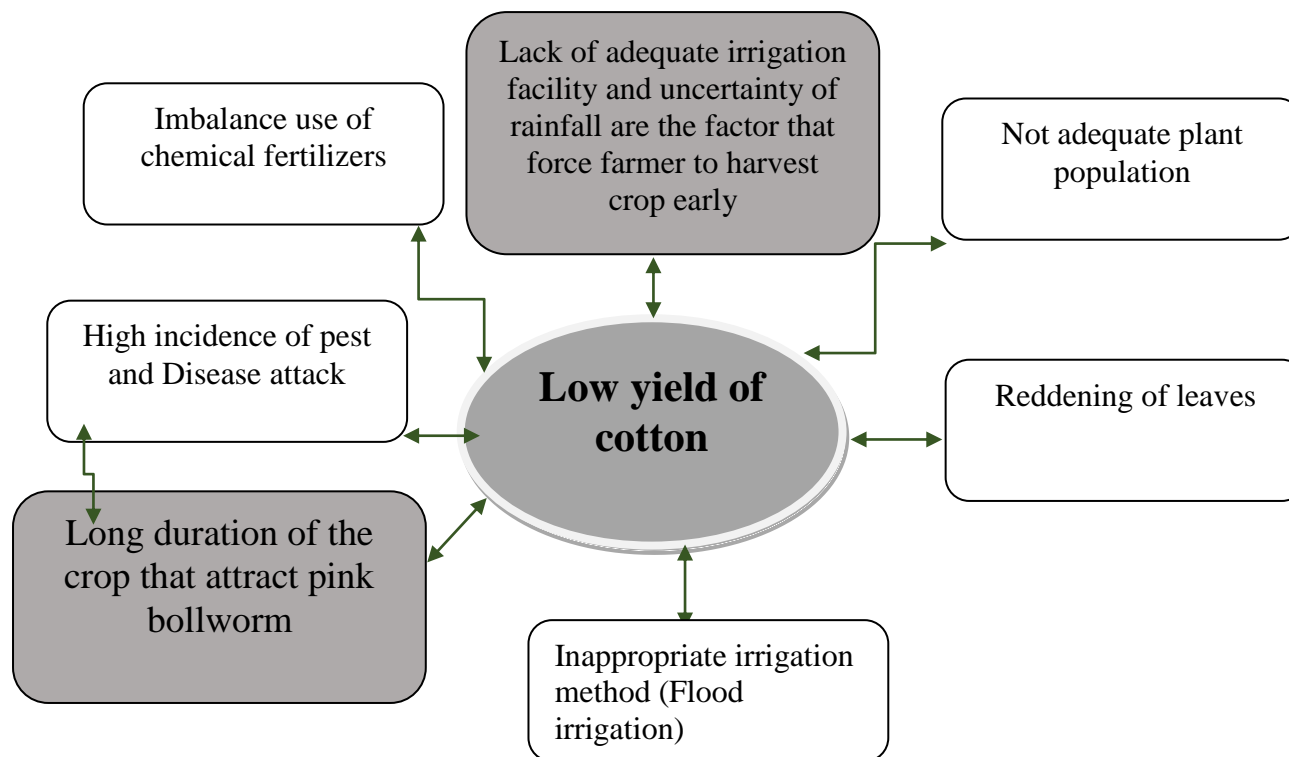 Lack of adequate irrigation
facility and uncertainty of
rainfall are the factor that
force farmer to harvest
crop early
Imbalance use of
chemical fertilizers
Not adequate plant
population
High incidence of pest
and Disease attack
Low yield of
cotton
Reddening of leaves
Long duration of the
crop that attract pink
bollworm
Inappropriate irrigation
method (Flood
irrigation)